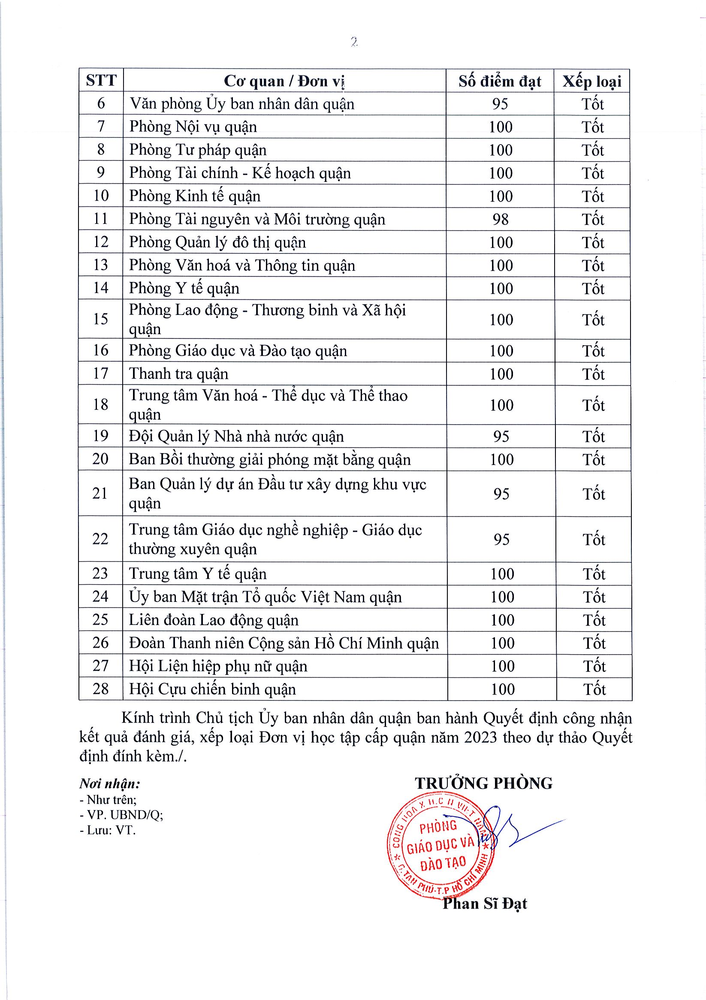 2
STT Cơ quan / Đơn vị Số điểm đạt Xếp loại
6 Văn phòng Ủy ban nhân dân quận 95 Tốt
7 Phòng Nội vụ quận 100 Tốt
8 Phòng Tư pháp quận 100 Tốt
9 Phòng Tài chính - Kế hoạch quận 100 Tốt
10 Phòng Kinh tế quận 100 Tốt
11 Phòng Tài nguyên và Môi trường quận 98 Tốt
12 Phòng Quản lý đô thị quận 100 Tốt
13 Phòng Văn hoá và Thông tin quận 100 Tốt
14 Phòng Y tế quận 100 Tốt
15 Phòng Lao động - Thương binh và Xã hội
quận 100 Tốt
16 Phòng Giáo dục và Đào tạo quận 100 Tốt
17 Thanh tra quận 100 Tốt
18 Trung tâm Văn hoá - Thể dục và Thể thao
quận 100 Tốt
19 Đội Quản lý Nhà nhà nước quận 95 Tốt
20 Ban Bồi thường giải phóng mặt bằng quận 100 Tốt
21 Ban Quản lý dự án Đầu tư xây dựng khu vực
quận 95 Tốt
22 Trung tâm Giáo dục nghề nghiệp - Giáo dục
thường xuyên quận 95 Tốt
23 Trung tâm Y tế quận 100 Tốt
24 Ủy ban Mặt trận Tổ quốc Việt Nam quận 100 Tốt
25 Liên đoàn Lao động quận 100 Tốt
26 Đoàn Thanh niên Cộng sản Hồ Chí Minh quận 100 Tốt
27 Hội Liện hiệp phụ nữ quận 100 Tốt
28 Hội Cựu chiến binh quận 100 Tốt
Kính trình Chủ tịch Ủy ban nhân dân quận ban hành Quyết định công nhận
kết quả đánh giá, xếp loại Đơn vị học tập cấp quận năm 2023 theo dự thảo Quyết
định đính kèm./.
Nơi nhận:
- Như trên;
- VP. UBND/Q;
- Lưu: VT.
TRƯỞNG PHÒNG
CỘNG HÒA X.H.C.N VIỆT NAM
PHÒNG
GIÁO DỤC VÀ
ĐÀO TẠO
Q.TÂN PHÚ-T.P HỒ CHÍ MINH
Phan Sĩ Đạt